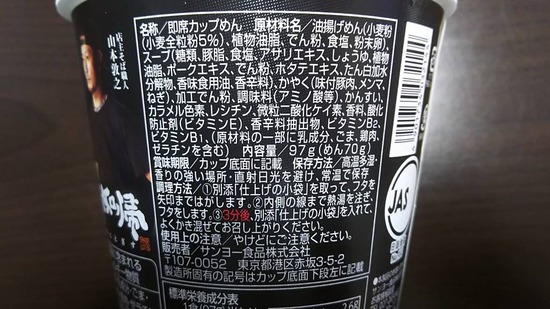 店主そば職人
山本敦之
名称/即席カップめん 原材料名/油揚げめん(小麦粉
(小麦全粒粉5%)、植物油脂、でん粉、食塩、粉末卵)、
スープ(糖類、豚脂、食塩、アサリエキス、しょうゆ、植物
油脂、ポークエキス、でん粉、ホタテエキス、たん白加水
分解物、香味食用油、香辛料)、かやく(味付豚肉、メンマ、
ねぎ)、加工でん粉、調味料(アミノ酸等)、かんすい、
カラメル色素、レシチン、微粒二酸化ケイ素、香料、酸化
防止剤(ビタミンE)、香辛料抽出物、ビタミンB2、
ビタミンB1、(原材料の一部に乳成分、ごま、鶏肉、
ゼラチンを含む) 内容量/97g(めん70g)
賞味期限/カップ底面に記載 保存方法/高温多湿・
香りの強い場所・直射日光を避け、常温で保存
調理方法/①別添「仕上げの小袋」を取って、フタを
矢印まではがします。②内側の線まで熱湯を注ぎ、
フタをします。③3分後、別添「仕上げの小袋」を入れて、
よくかき混ぜてお召し上がりください。
使用上の注意/やけどにご注意ください。
販売者/サンヨー食品株式会社
〒107-0052 東京都港区赤坂3-5-2
製造所固有の記号はカップ底面下段左に記載
JAS
標準栄養成分表